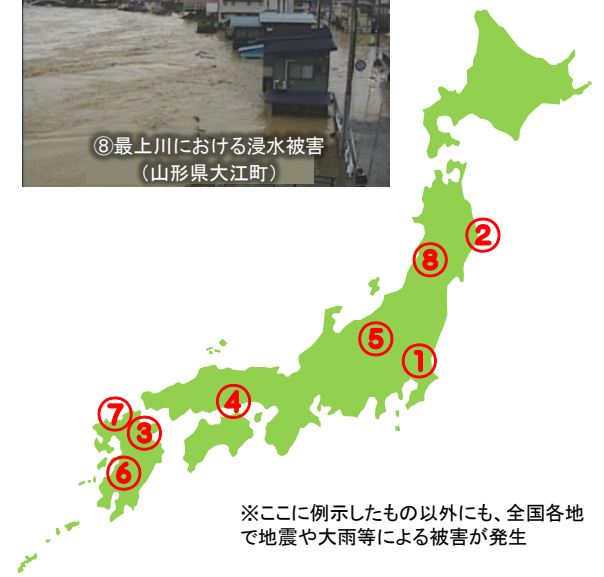 ⑧最上川における浸水被害
（山形県大江町）
②
⑧
⑤
①
④
⑦
③
⑥
※ここに例示したもの以外にも、全国各地
で地震や大雨等による被害が発生